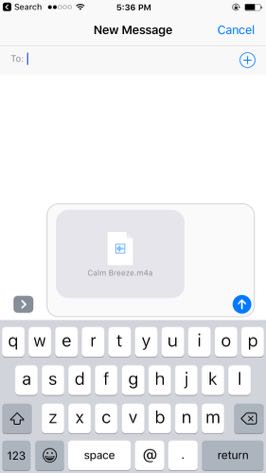 Search 5:36 PM
New Message Cancel
To:
Calm Breeze.m4a
q w e r t y u i o p
a s d f g h j k l
z x c v b n m
123 space @ . return